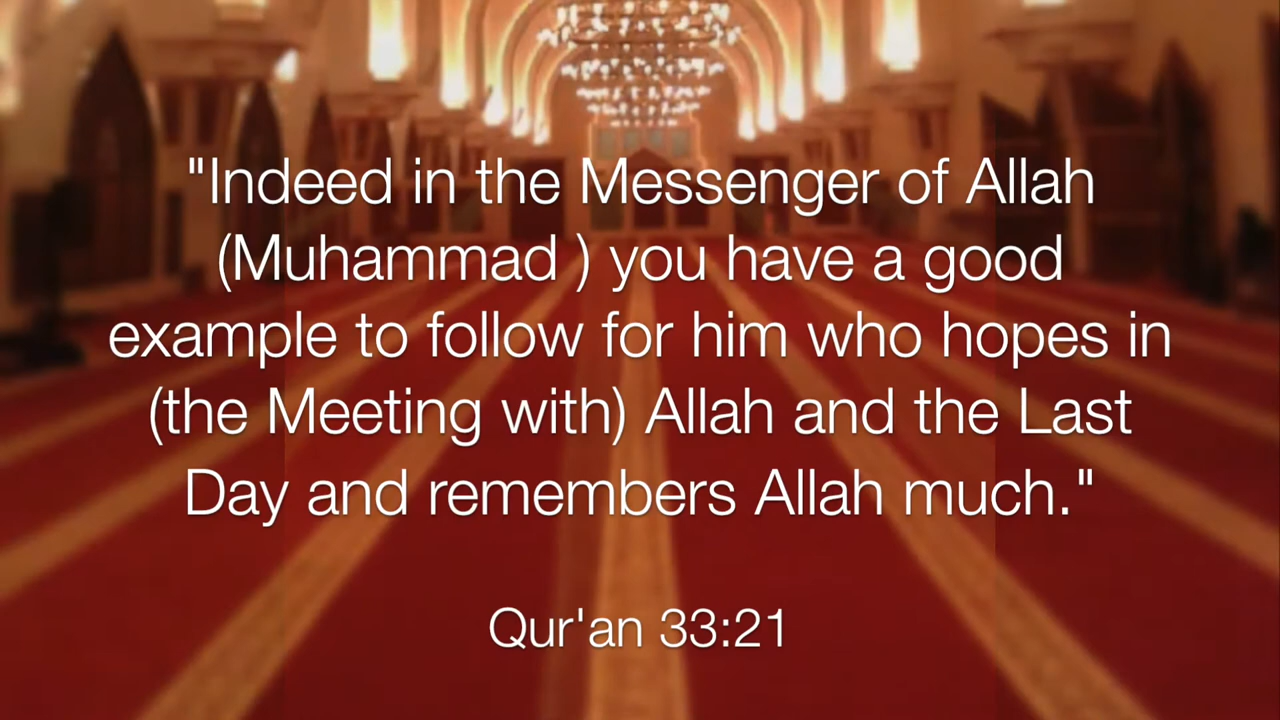 "Indeed in the Messenger of Allah
(Muhammad ) you have a good
example to follow for him who hopes in
(the Meeting with) Allah and the Last
Day and remembers Allah much."
Qur'an 33:21